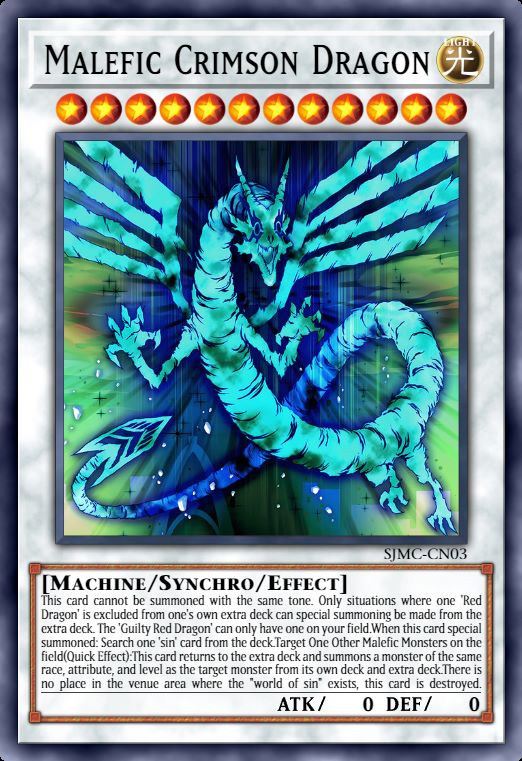 MALEFIC CRIMSON DRAGON
LIGHT
光
SJMC-CN03
[MACHINE/SYNCHRO/EFFECT]
This card cannot be summoned with the same tone. Only situations where one 'Red
Dragon' is excluded from one's own extra deck can special summoning be made from the
extra deck. The 'Guilty Red Dragon' can only have one on your field.When this card special
summoned: Search one 'sin' card from the deck.Target One Other Malefic Monsters on the
field(Quick Effect):This card returns to the extra deck and summons a monster of the same
race, attribute, and level as the target monster from its own deck and extra deck.There is
no place in the venue area where the "world of sin" exists, this card is destroyed.
ATK/ 0 DEF/ 0